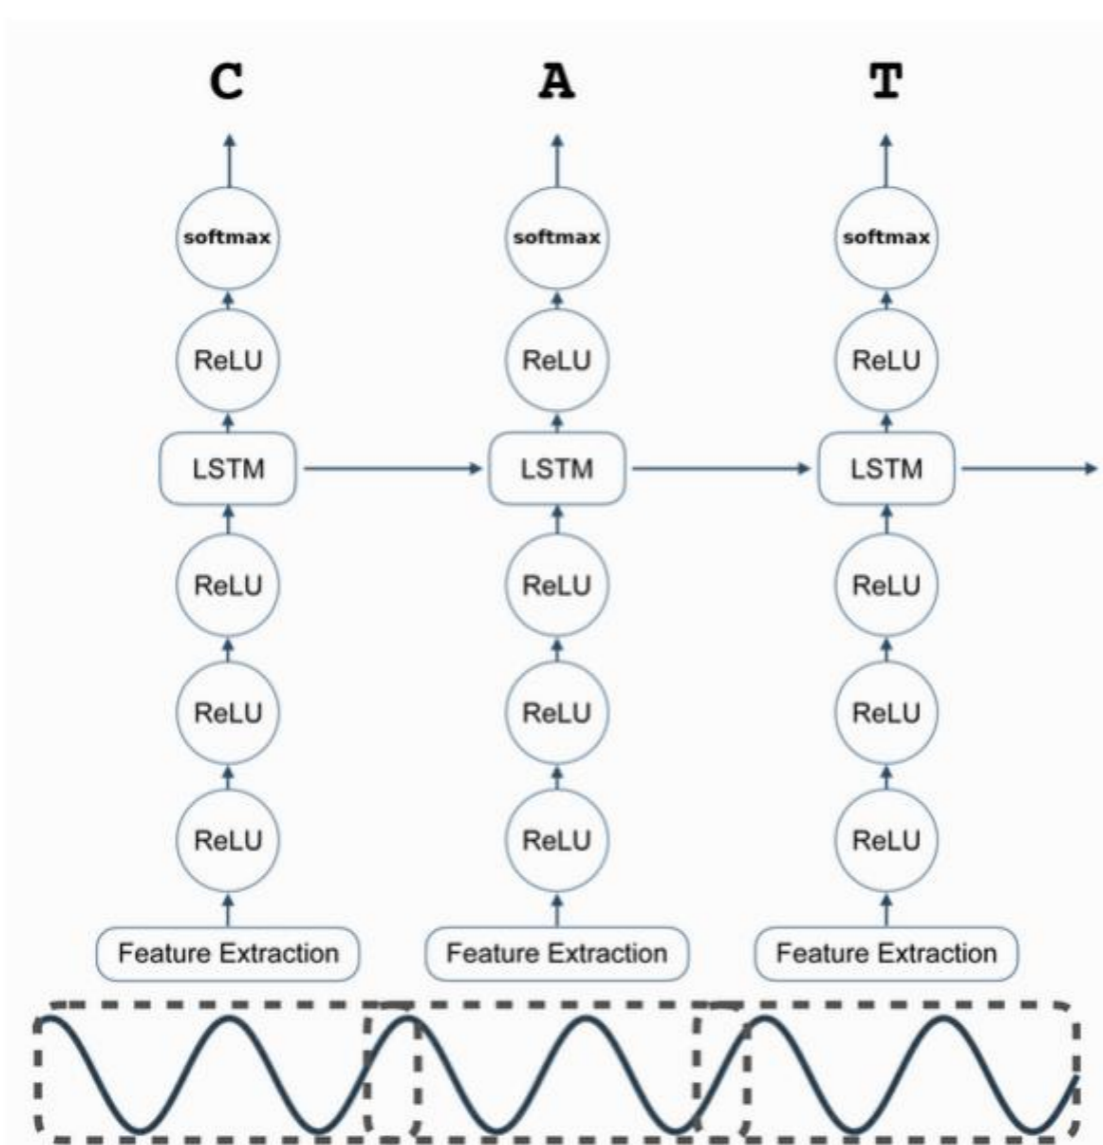 C A T
softmax softmax softmax
ReLU ReLU ReLU
LSTM LSTM LSTM
ReLU ReLU ReLU
ReLU ReLU ReLU
ReLU ReLU ReLU
Feature Extraction Feature Extraction Feature Extraction